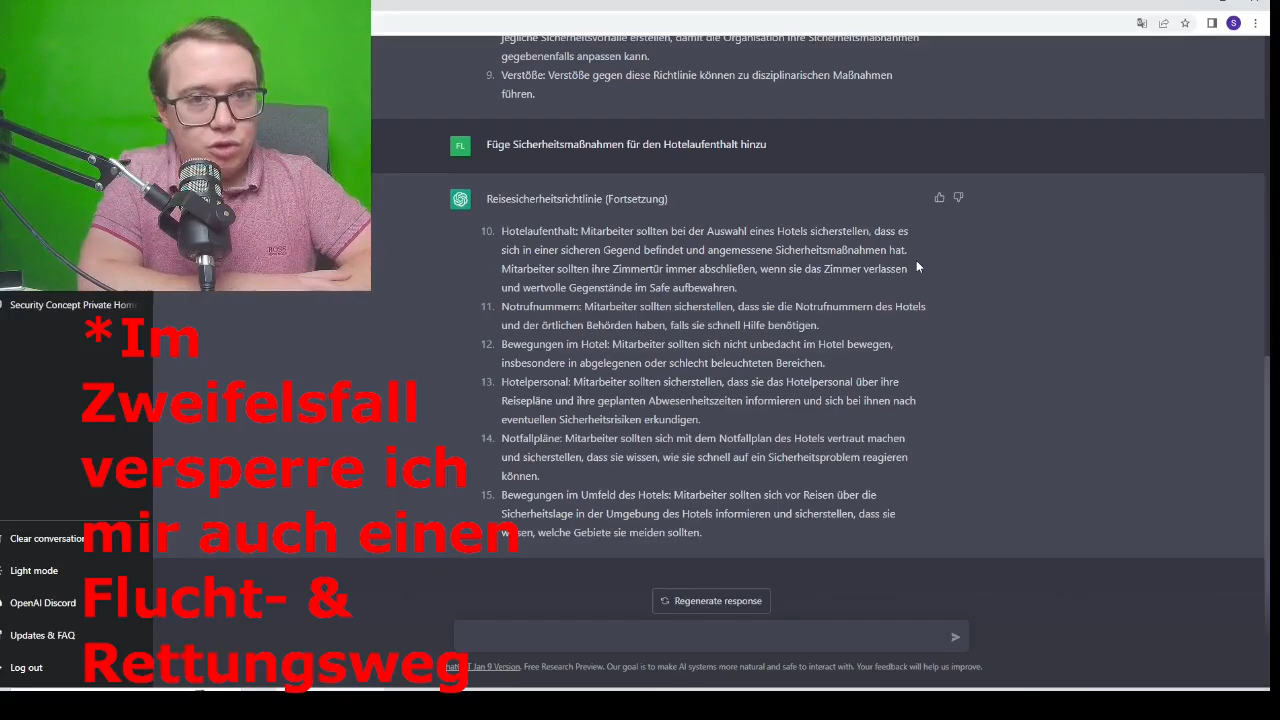 jegliche Sicherheitsvorfälle erstellen, damit die Organisation ihre Sicherheitsmaßnahmen
gegebenenfalls anpassen kann.
9. Verstöße: Verstöße gegen diese Richtlinie können zu disziplinarischen Maßnahmen
führen.
FL
Füge Sicherheitsmaßnahmen für den Hotelaufenthalt hinzu
Reisesicherheitsrichtlinie (Fortsetzung)
10. Hotelaufenthalt: Mitarbeiter sollten bei der Auswahl eines Hotels sicherstellen, dass es
sich in einer sicheren Gegend befindet und angemessene Sicherheitsmaßnahmen hat.
Mitarbeiter sollten ihre Zimmertür immer abschließen, wenn sie das Zimmer verlassen
und wertvolle Gegenstände im Safe aufbewahren.
11. Notrufnummern: Mitarbeiter sollten sicherstellen, dass sie die Notrufnummern des Hotels
und der örtlichen Behörden haben, falls sie schnell Hilfe benötigen.
12. Bewegungen im Hotel: Mitarbeiter sollten sich nicht unbedacht im Hotel bewegen,
insbesondere in abgelegenen oder schlecht beleuchteten Bereichen.
13. Hotelpersonal: Mitarbeiter sollten sicherstellen, dass sie das Hotelpersonal über ihre
Reisepläne und ihre geplanten Abwesenheitszeiten informieren und sich bei ihnen nach
eventuellen Sicherheitsrisiken erkundigen.
14. Notfallpläne: Mitarbeiter sollten sich mit dem Notfallplan des Hotels vertraut machen
und sicherstellen, dass sie wissen, wie sie schnell auf ein Sicherheitsproblem reagieren
können.
15. Bewegungen im Umfeld des Hotels: Mitarbeiter sollten sich vor Reisen über die
Sicherheitslage in der Umgebung des Hotels informieren und sicherstellen, dass sie
wissen, welche Gebiete sie meiden sollten.
Regenerate response
ChatGPT Jan 9 Version. Free Research Preview. Our goal is to make AI systems more natural and safe to interact with. Your feedback will help us improve.
Security Concept Private Home
Clear conversation
Light mode
OpenAI Discord
Updates & FAQ
Log out
*Im
Zweifelsfall
versperre ich
mir auch einen
Flucht- &
Rettungsweg
S
BOSS